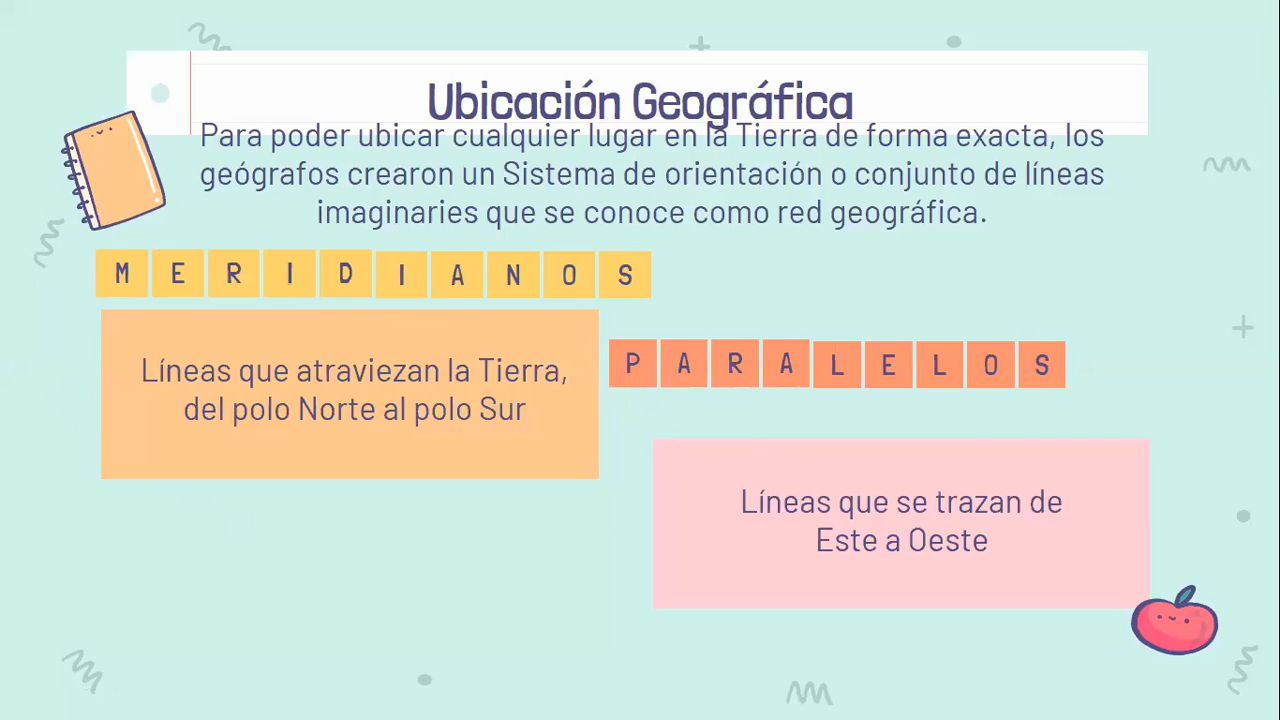 Ubicación Geográfica
Para poder ubicar cualquier lugar en la Tierra de forma exacta, los
geógrafos crearon un Sistema de orientación o conjunto de líneas
imaginaries que se conoce como red geográfica.
MERIDIANOS
Líneas que atraviezan la Tierra,
del polo Norte al polo Sur
PARALELOS
Líneas que se trazan de
Este a Oeste